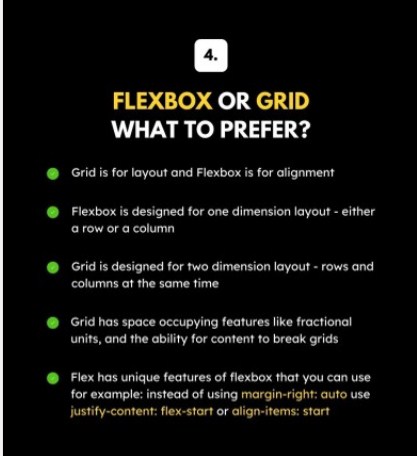 4.
FLEXBOX OR GRID
WHAT TO PREFER?
Grid is for layout and Flexbox is for alignment
Flexbox is designed for one dimension layout - either
a row or a column
Grid is designed for two dimension layout - rows and
columns at the same time
Grid has space occupying features like fractional
units, and the ability for content to break grids
Flex has unique features of flexbox that you can use
for example: instead of using margin-right: auto use
justify-content: flex-start or align-items: start